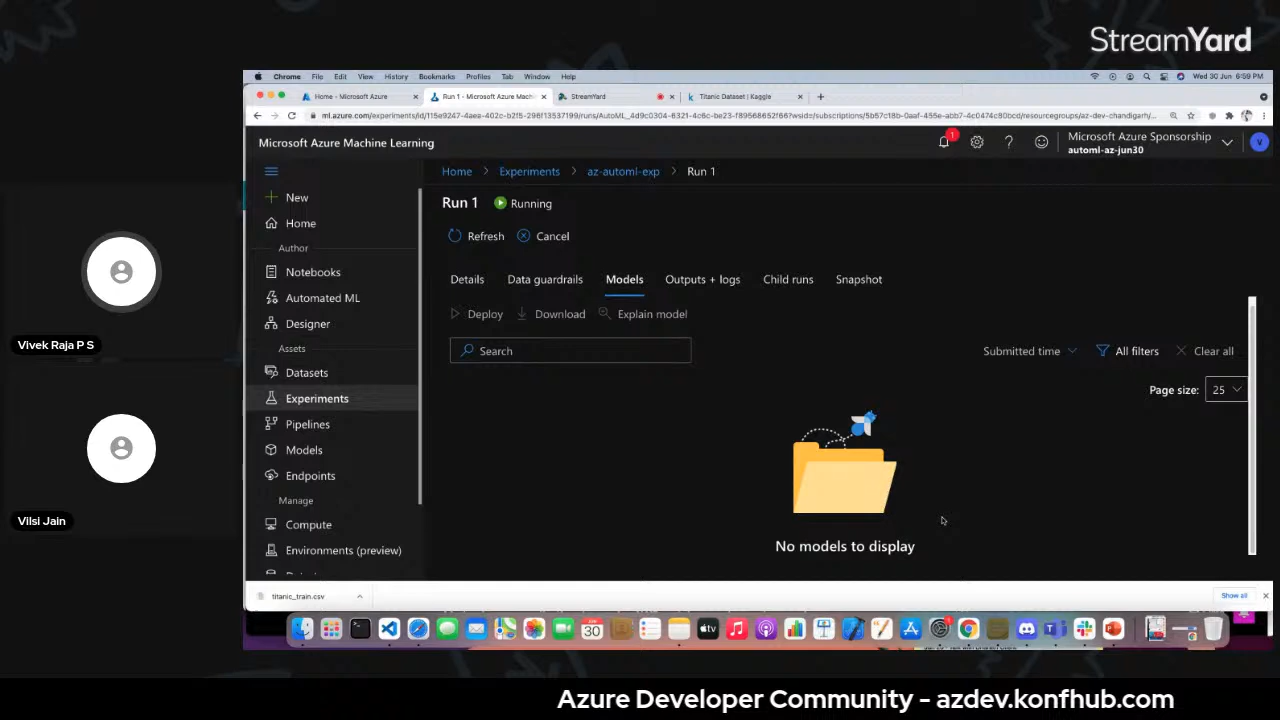 StreamYard
Chrome File Edit View History Bookmarks Profiles Tab Window Help
Wed 30 Jun 6:59 PM
Home - Microsoft Azure
Run 1 - Microsoft Azure Machin
StreamYard
Titanic Dataset | Kaggle
Microsoft Azure Machine Learning
1
Microsoft Azure Sponsorship
automl-az-jun30
V
Home > Experiments > az-automl-exp > Run 1
New
Home
Author
Notebooks
Automated ML
Designer
Assets
Datasets
Experiments
Pipelines
Models
Endpoints
Manage
Compute
Environments (preview)
Run 1 Running
Refresh Cancel
Details Data guardrails Models Outputs + logs Child runs Snapshot
Deploy Download Explain model
Search
Submitted time All filters Clear all
Page size: 25
No models to display
titanic_train.csv
Show all
JUN
30
tv
Vivek Raja P S
Vilsi Jain
Azure Developer Community - azdev.konfhub.com